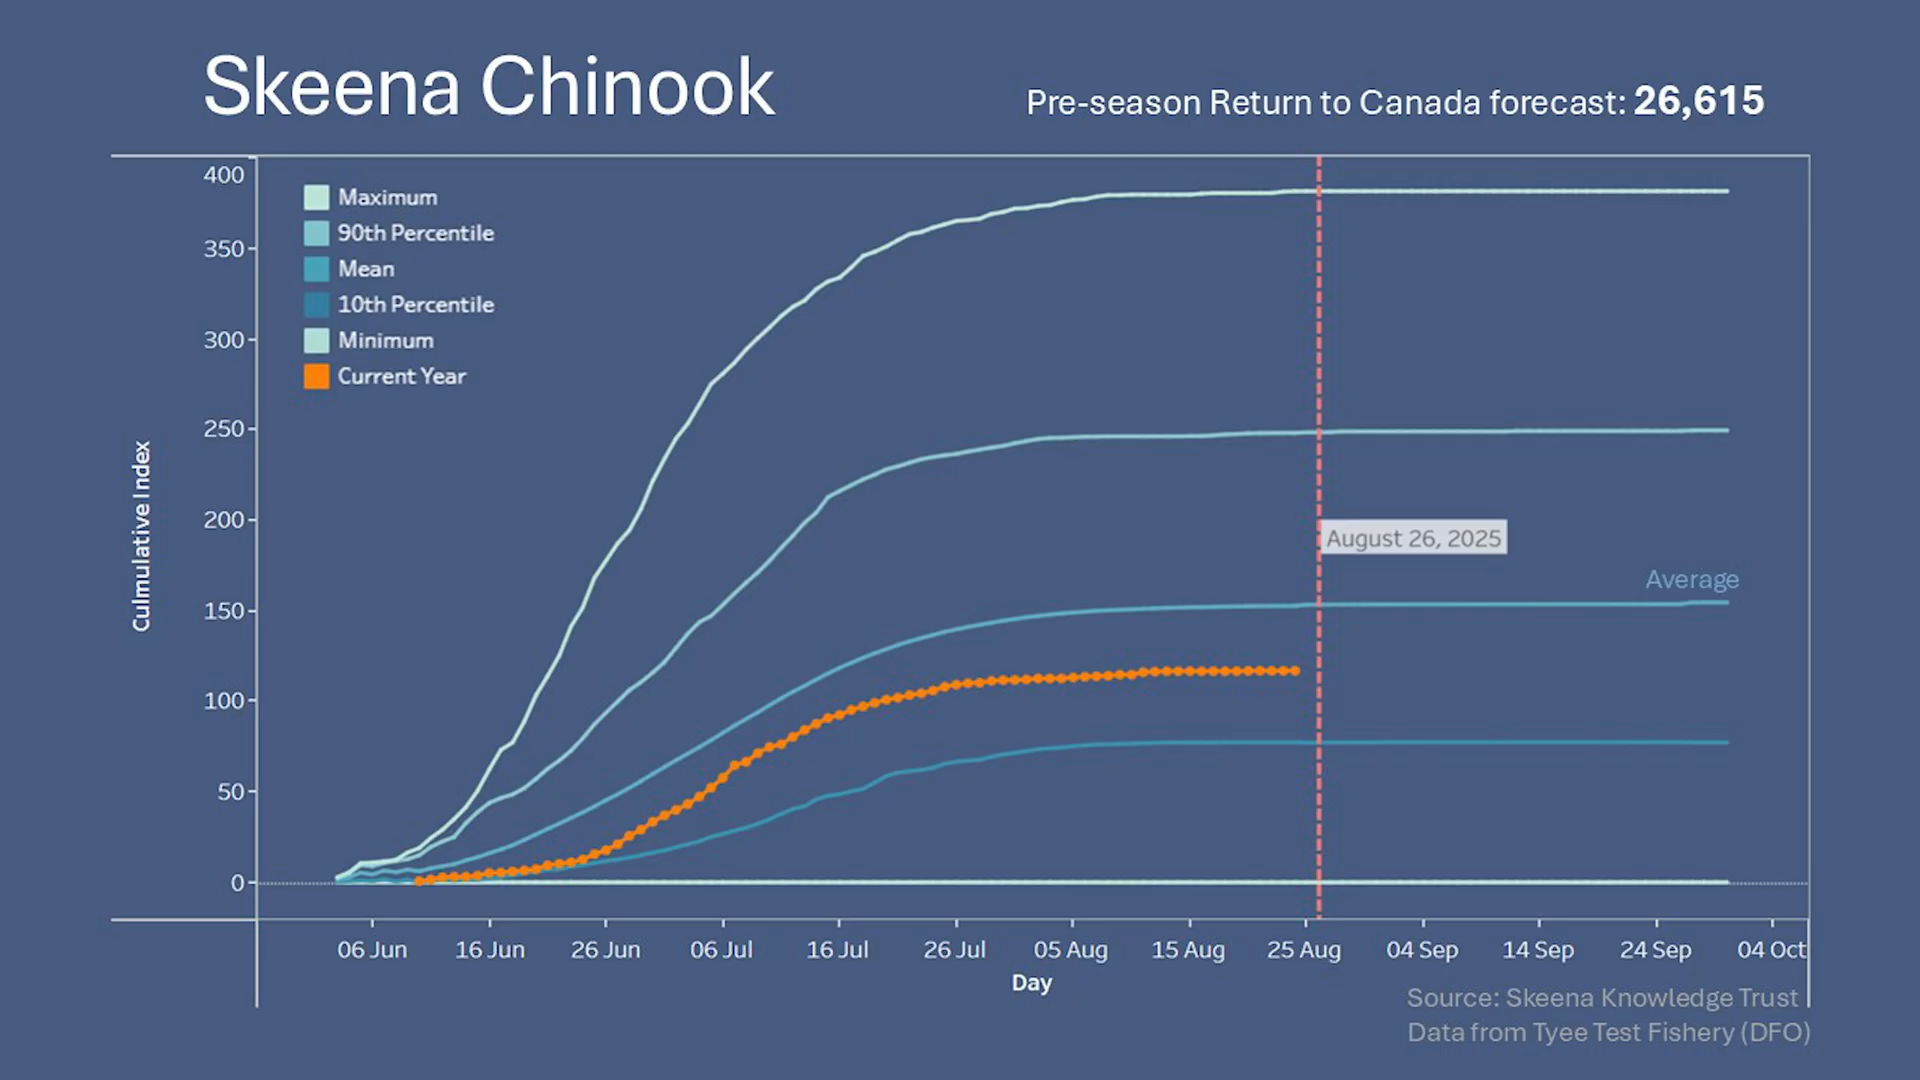 Skeena Chinook
Pre-season Return to Canada forecast: 26,615
400
350
300
250
200
150
100
50
0
Culmulative Index
Maximum
90th Percentile
Mean
10th Percentile
Minimum
Current Year
August 26, 2025
Average
06 Jun
16 Jun
26 Jun
06 Jul
16 Jul
26 Jul
05 Aug
15 Aug
25 Aug
04 Sep
14 Sep
24 Sep
04 Oct
Day
Source: Skeena Knowledge Trust
Data from Tyee Test Fishery (DFO)